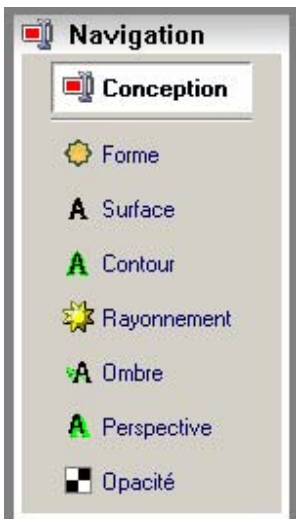 Navigation
Conception
Forme
Surface
Contour
Rayonnement
Ombre
Perspective
Opacité